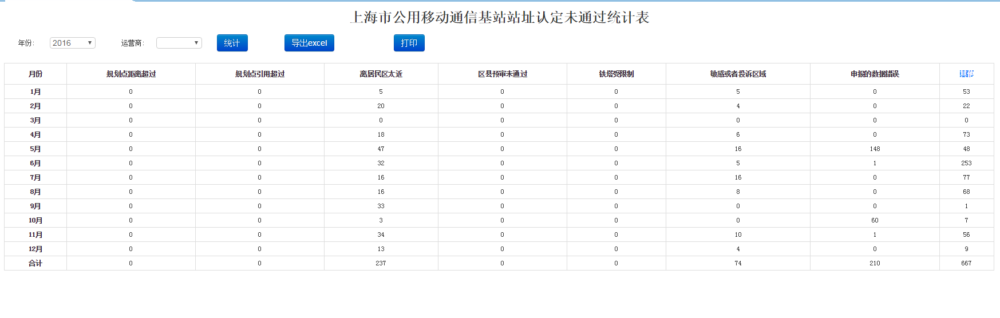 上海市公用移动通信基站站址认定未通过统计表
年份: 2016 运营商: 统计 导出excel 打印
月份 规划点距离超过 规划点引用超过 离居民区太近 区县预审未通过 铁塔受限制 敏感或者投诉区域 申报的数据错误 其他
1月 0 0 5 0 0 5 0 53
2月 0 0 20 0 0 4 0 22
3月 0 0 0 0 0 0 0 0
4月 0 0 18 0 0 6 0 73
5月 0 0 47 0 0 16 148 48
6月 0 0 32 0 0 5 1 253
7月 0 0 16 0 0 16 0 77
8月 0 0 16 0 0 8 0 68
9月 0 0 33 0 0 0 0 1
10月 0 0 3 0 0 0 60 7
11月 0 0 34 0 0 10 1 56
12月 0 0 13 0 0 4 0 9
合计 0 0 237 0 0 74 210 667